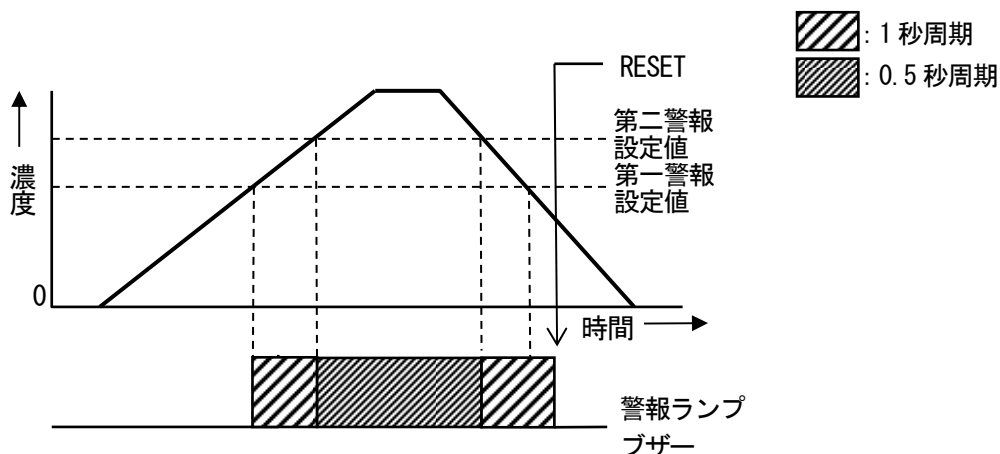 : 1 秒周期
: 0.5 秒周期
RESET
第二警報
設定値
第一警報
設定値
濃度
0
時間
警報ランプ
ブザー